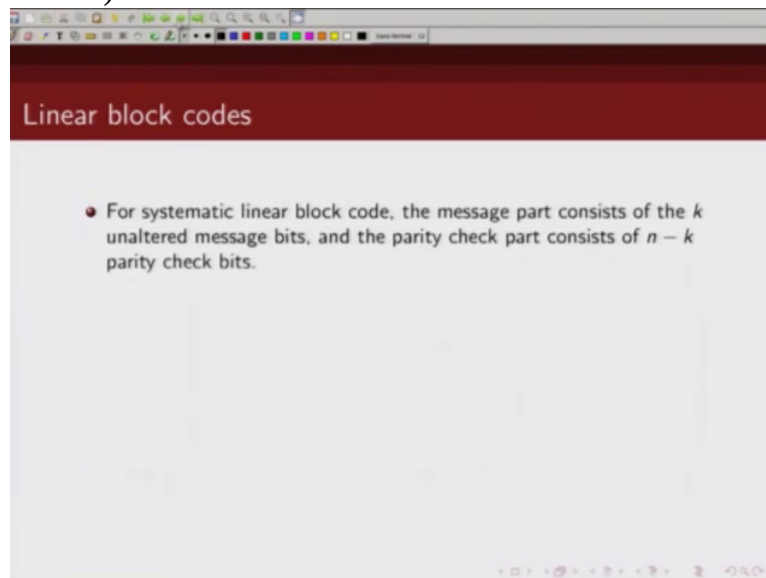 Linear block codes
For systematic linear block code, the message part consists of the k
unaltered message bits, and the parity check part consists of n − k
parity check bits.